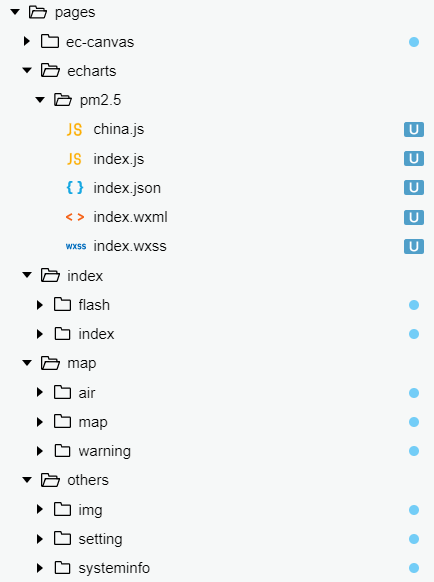 pages
ec-canvas
echarts
pm2.5
JS china.js U
JS index.js U
{ } index.json U
< > index.wxml U
wxss index.wxss U
index
flash
index
map
air
map
warning
others
img
setting
systeminfo